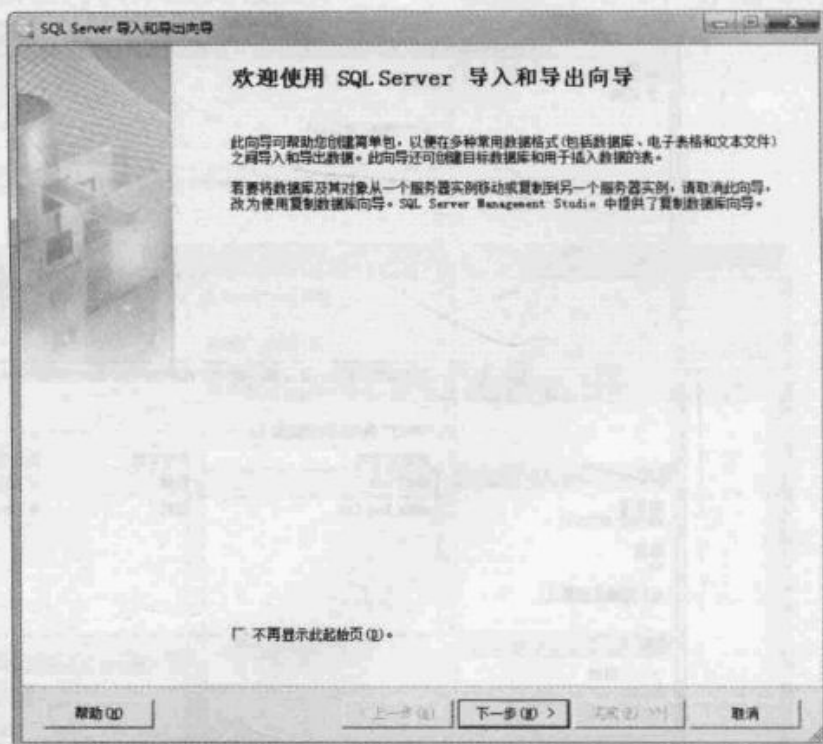 SQL Server 导入和导出向导
欢迎使用 SQL Server 导入和导出向导
此向导可帮助您创建简单包，以便在多种常用数据格式(包括数据库、电子表格和文本文件)
之间导入和导出数据。此向导还可创建目标数据库和用于插入数据的表。
若要将数据库及其对象从一个服务器实例移动或复制到另一个服务器实例，请取消此向导，
改为使用复制数据库向导。SQL Server Management Studio 中提供了复制数据库向导。
不再显示此起始页(D)。
帮助(H)
< 上一步(B)
下一步(N) >
完成(F) >>|
取消